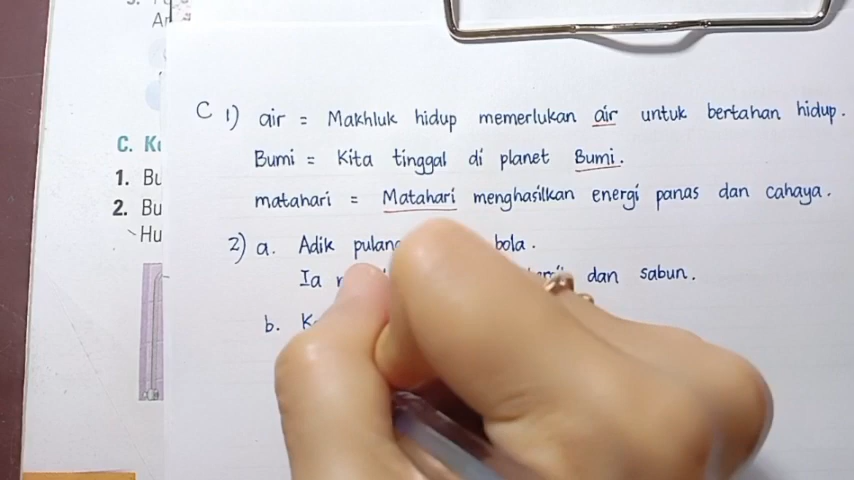 C. K
1. Bu
2. Bu
Hu
C 1) air = Makhluk hidup memerlukan air untuk bertahan hidup.
Bumi = Kita tinggal di planet Bumi.
matahari = Matahari menghasilkan energi panas dan cahaya.
2) a. Adik pulang bola.
Ia dan sabun.
b.